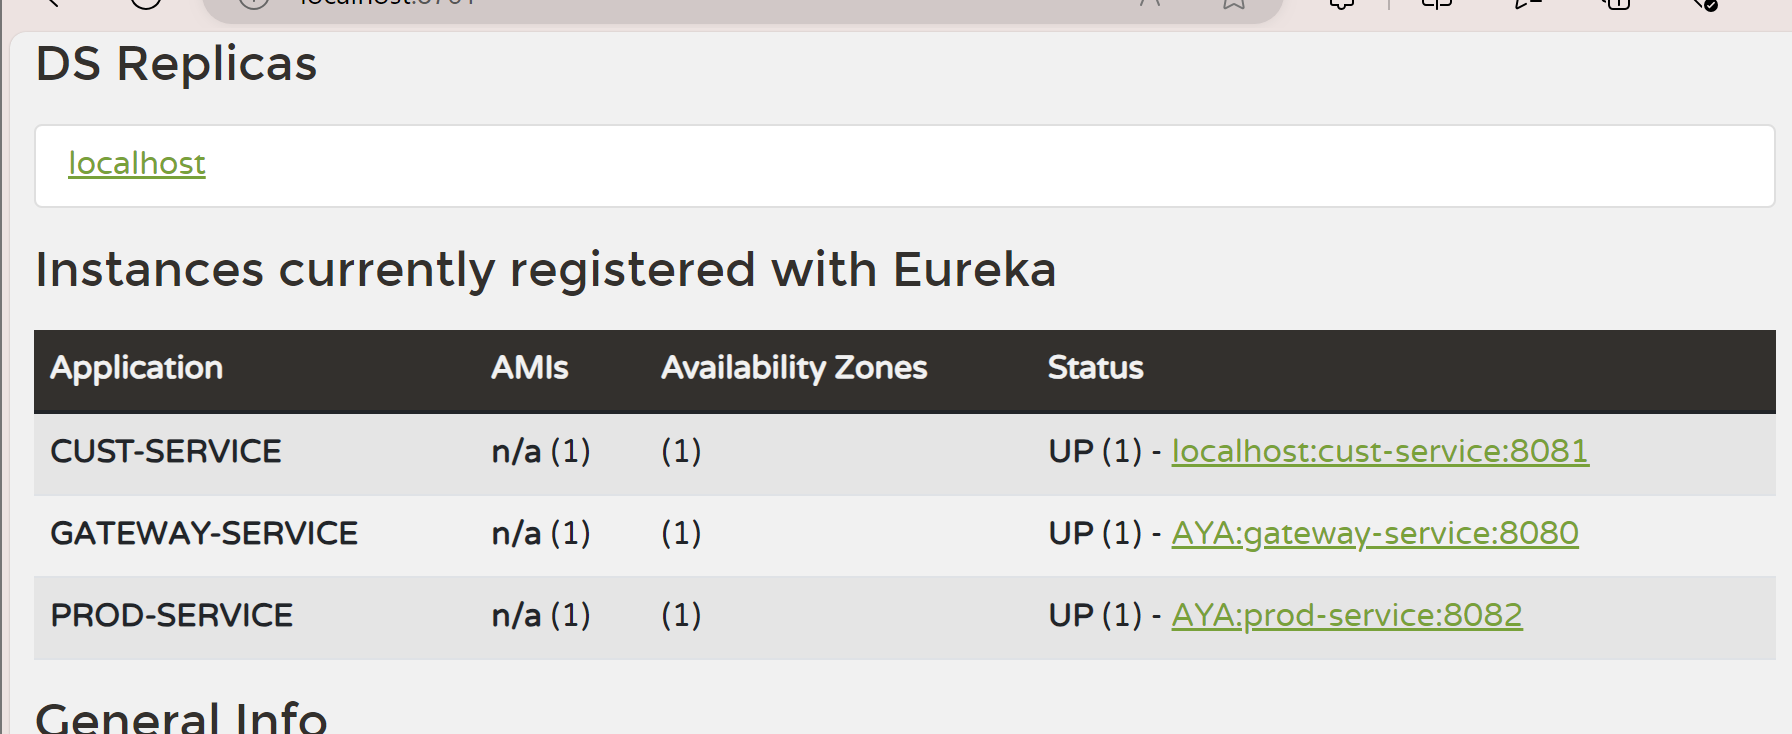 DS Replicas
localhost
Instances currently registered with Eureka
Application AMIs Availability Zones Status
CUST-SERVICE n/a (1) (1) UP (1) - localhost:cust-service:8081
GATEWAY-SERVICE n/a (1) (1) UP (1) - AYA:gateway-service:8080
PROD-SERVICE n/a (1) (1) UP (1) - AYA:prod-service:8082
General Info